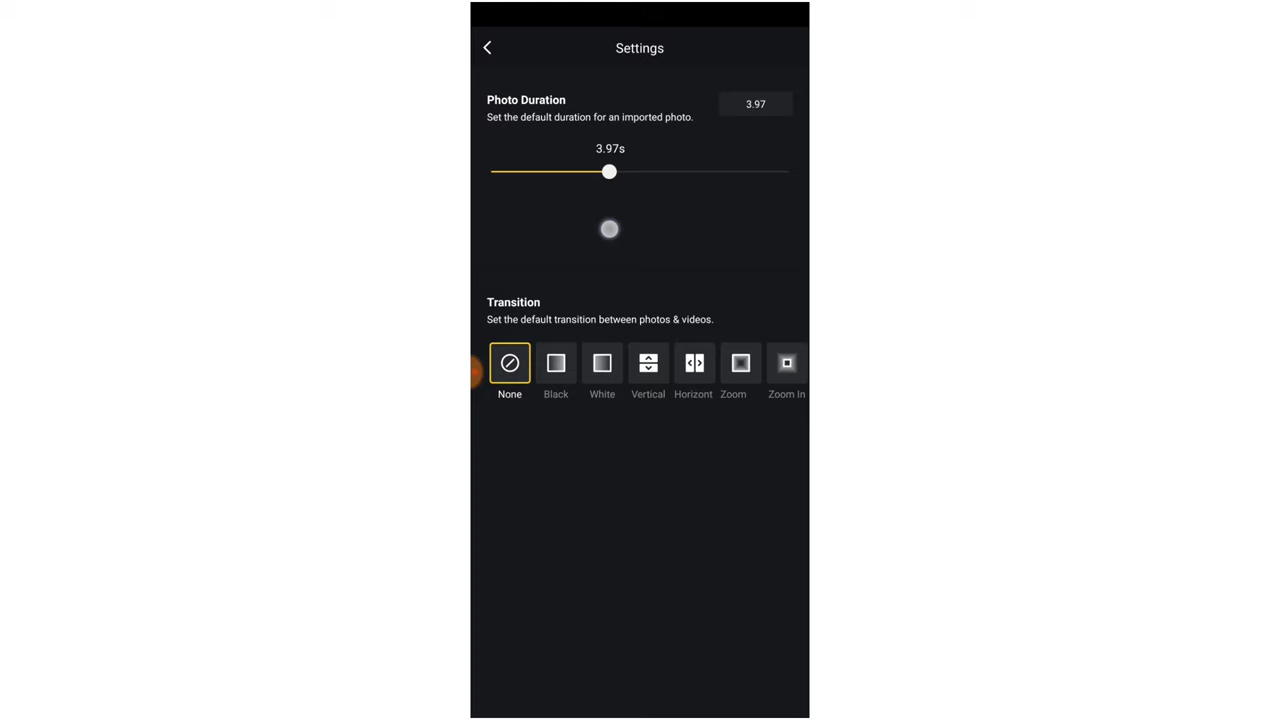 Settings
Photo Duration
3.97
Set the default duration for an imported photo.
3.97s
Transition
Set the default transition between photos & videos.
None Black White Vertical Horizont Zoom Zoom In